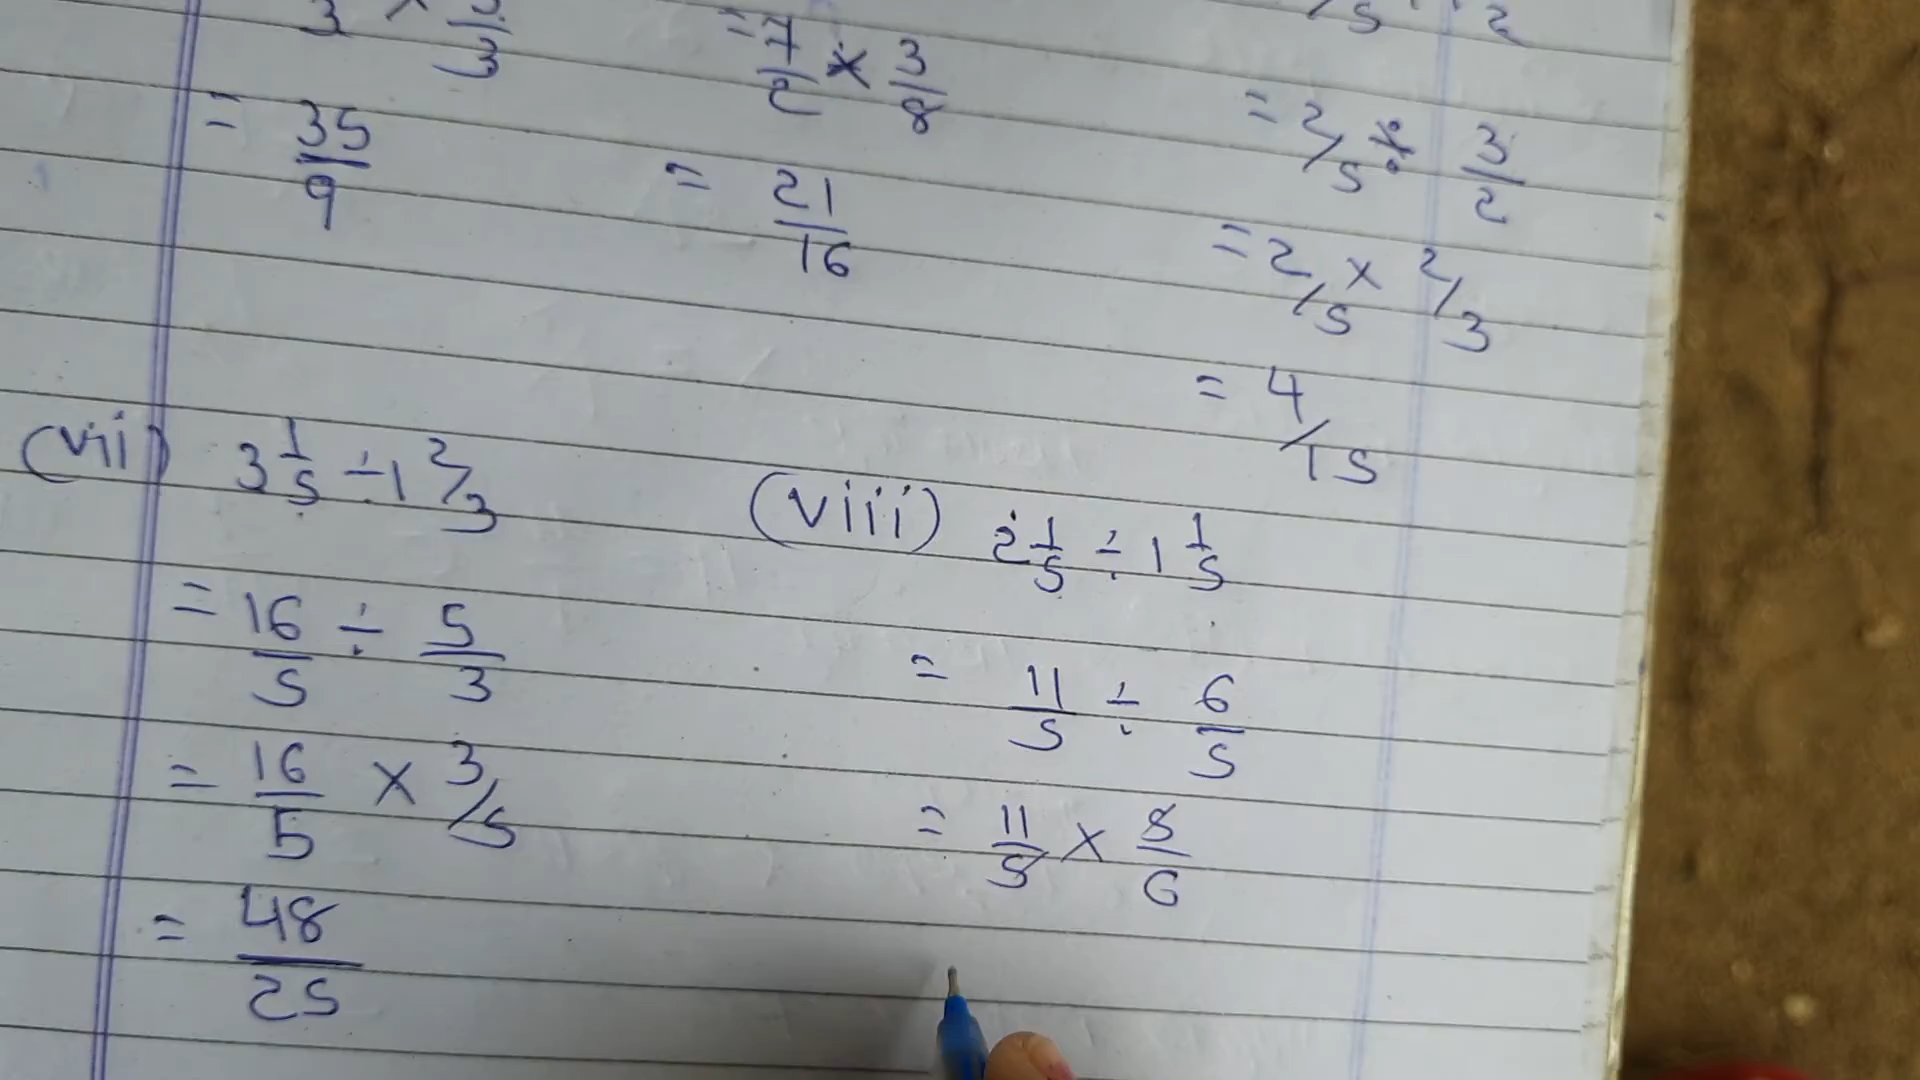 = 35/9
= 7/2 × 3/8
= 21/16
= 2/5 ÷ 3/2
= 2/5 × 2/3
= 4/15
(vii) 3 1/5 ÷ 1 2/3
= 16/5 ÷ 5/3
= 16/5 × 3/5
= 48/25
(viii) 2 1/5 ÷ 1 1/5
= 11/5 ÷ 6/5
= 11/5 × 5/6